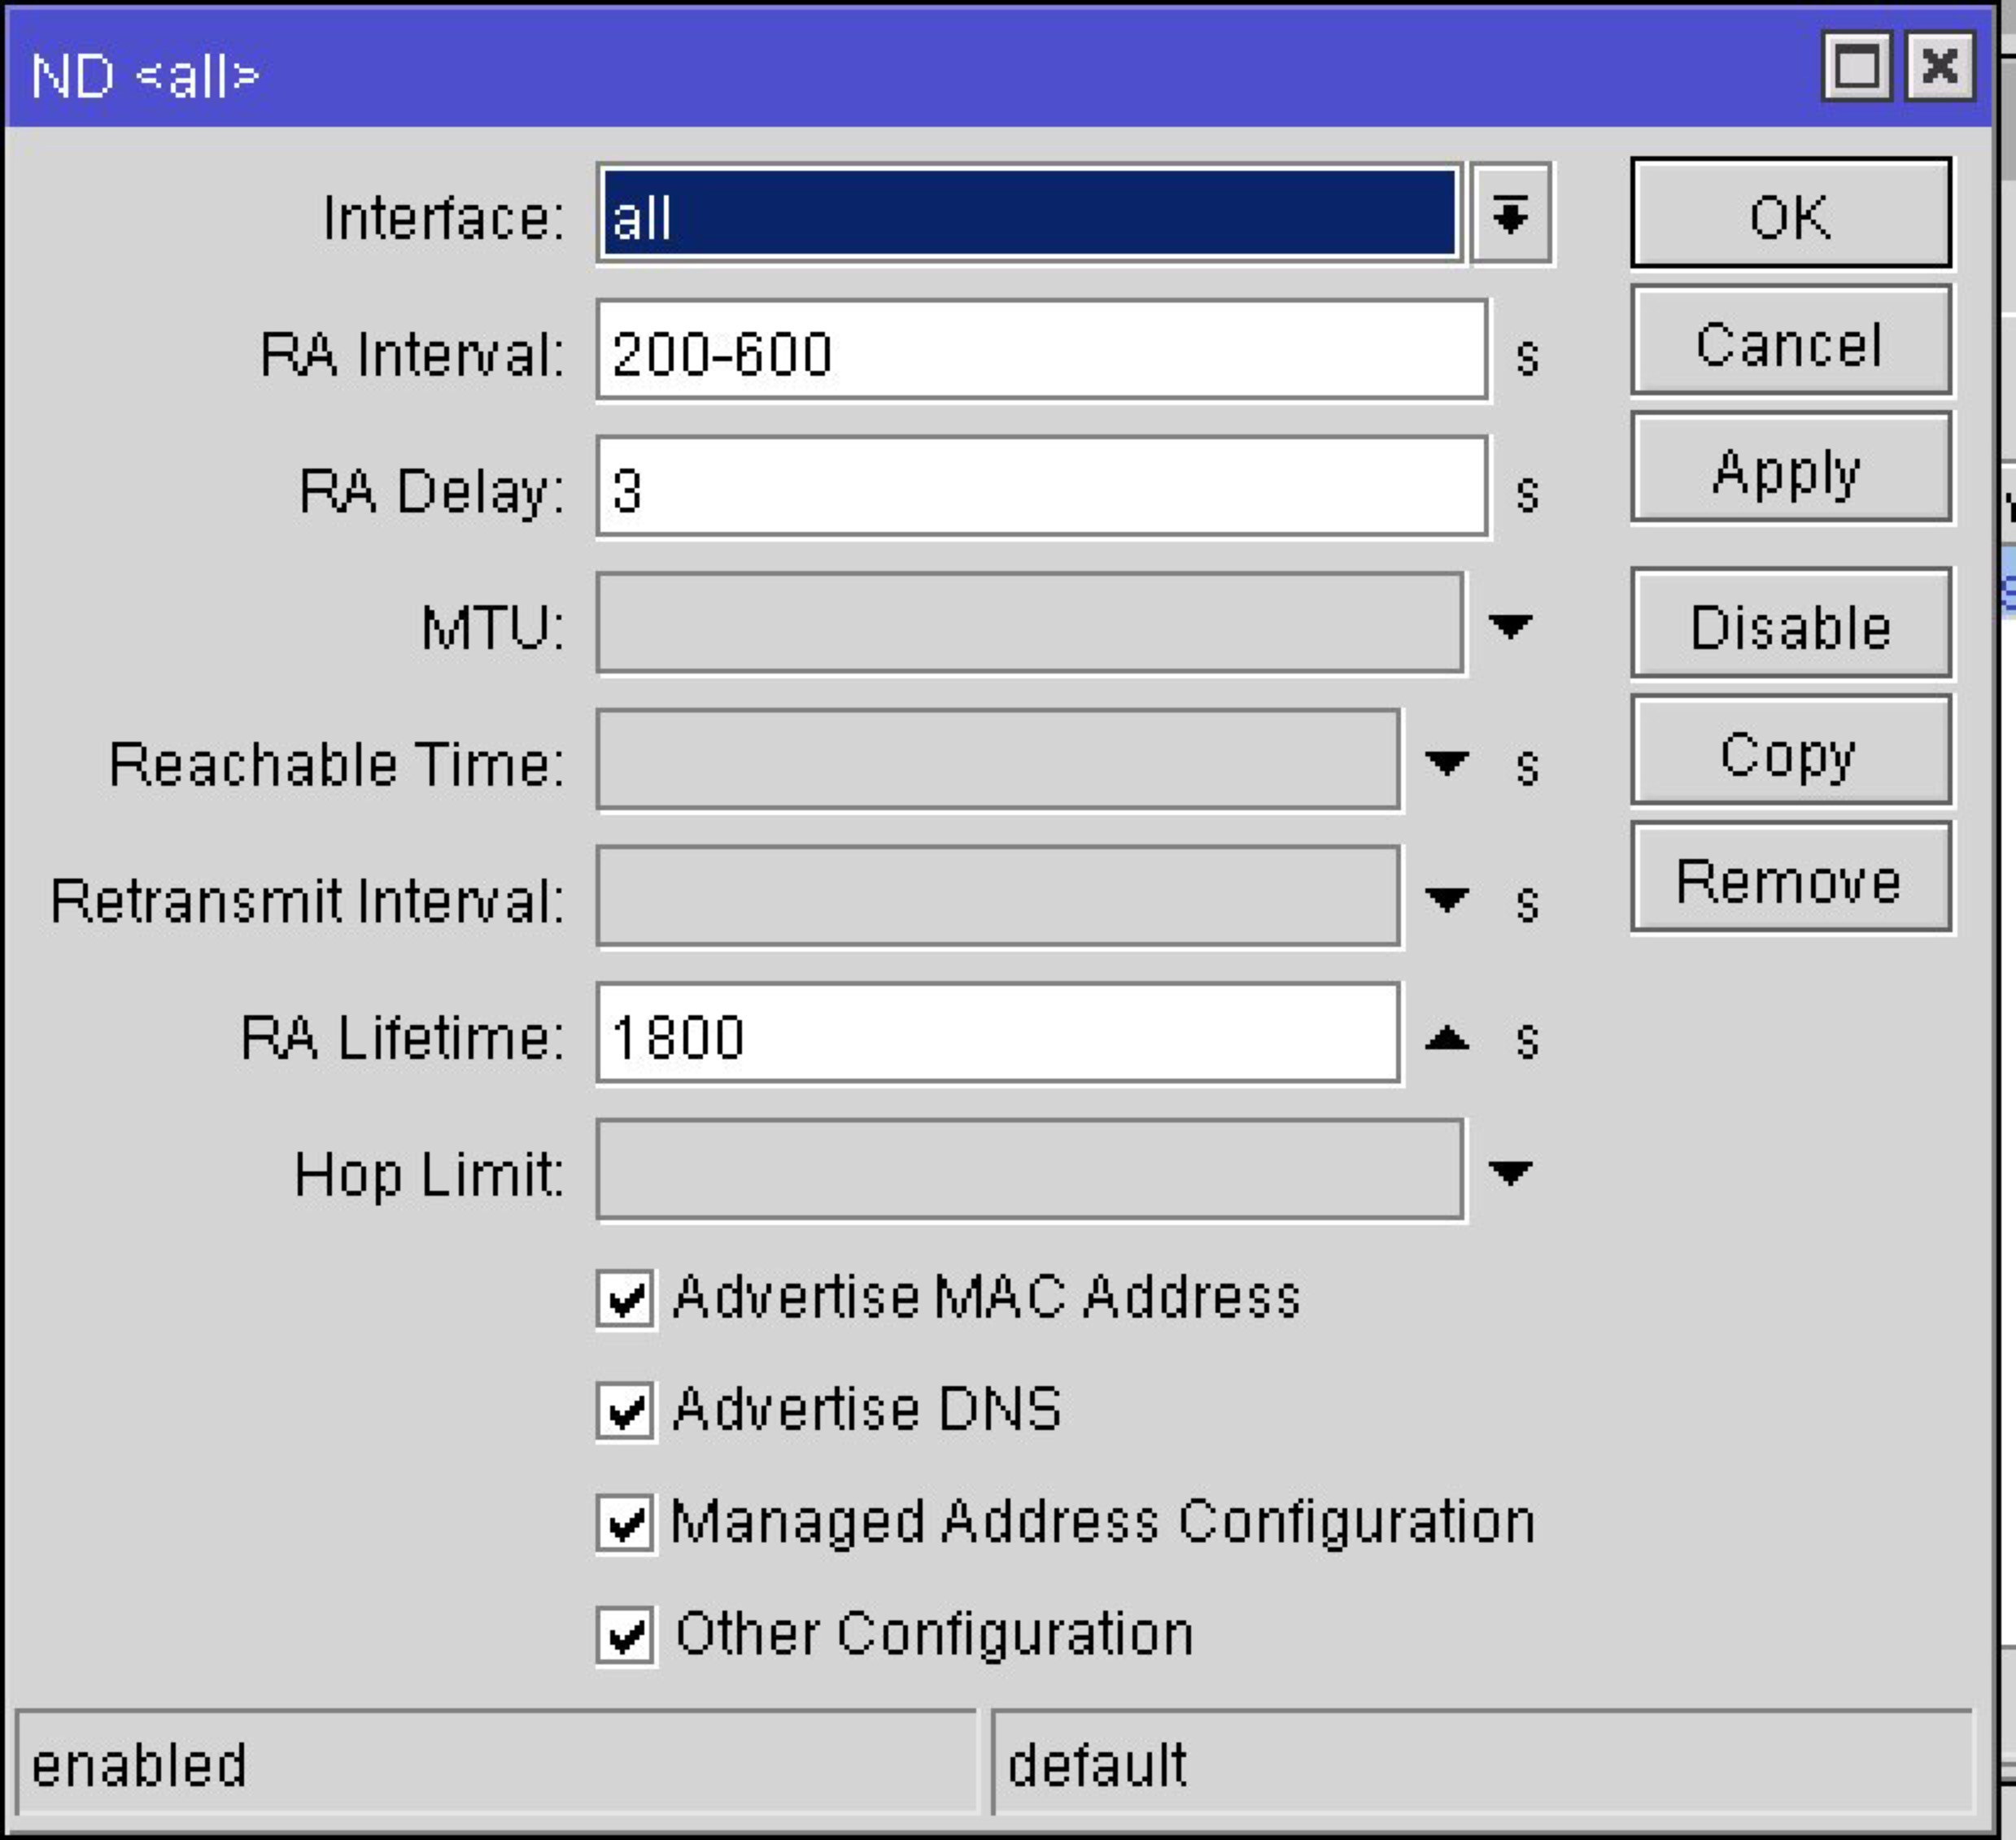 ND <all>
Interface: all
OK
RA Interval: 200-600 s
Cancel
RA Delay: 3 s
Apply
MTU:
Disable
Reachable Time: s
Copy
Retransmit Interval: s
Remove
RA Lifetime: 1800 s
Hop Limit:
Advertise MAC Address
Advertise DNS
Managed Address Configuration
Other Configuration
enabled
default